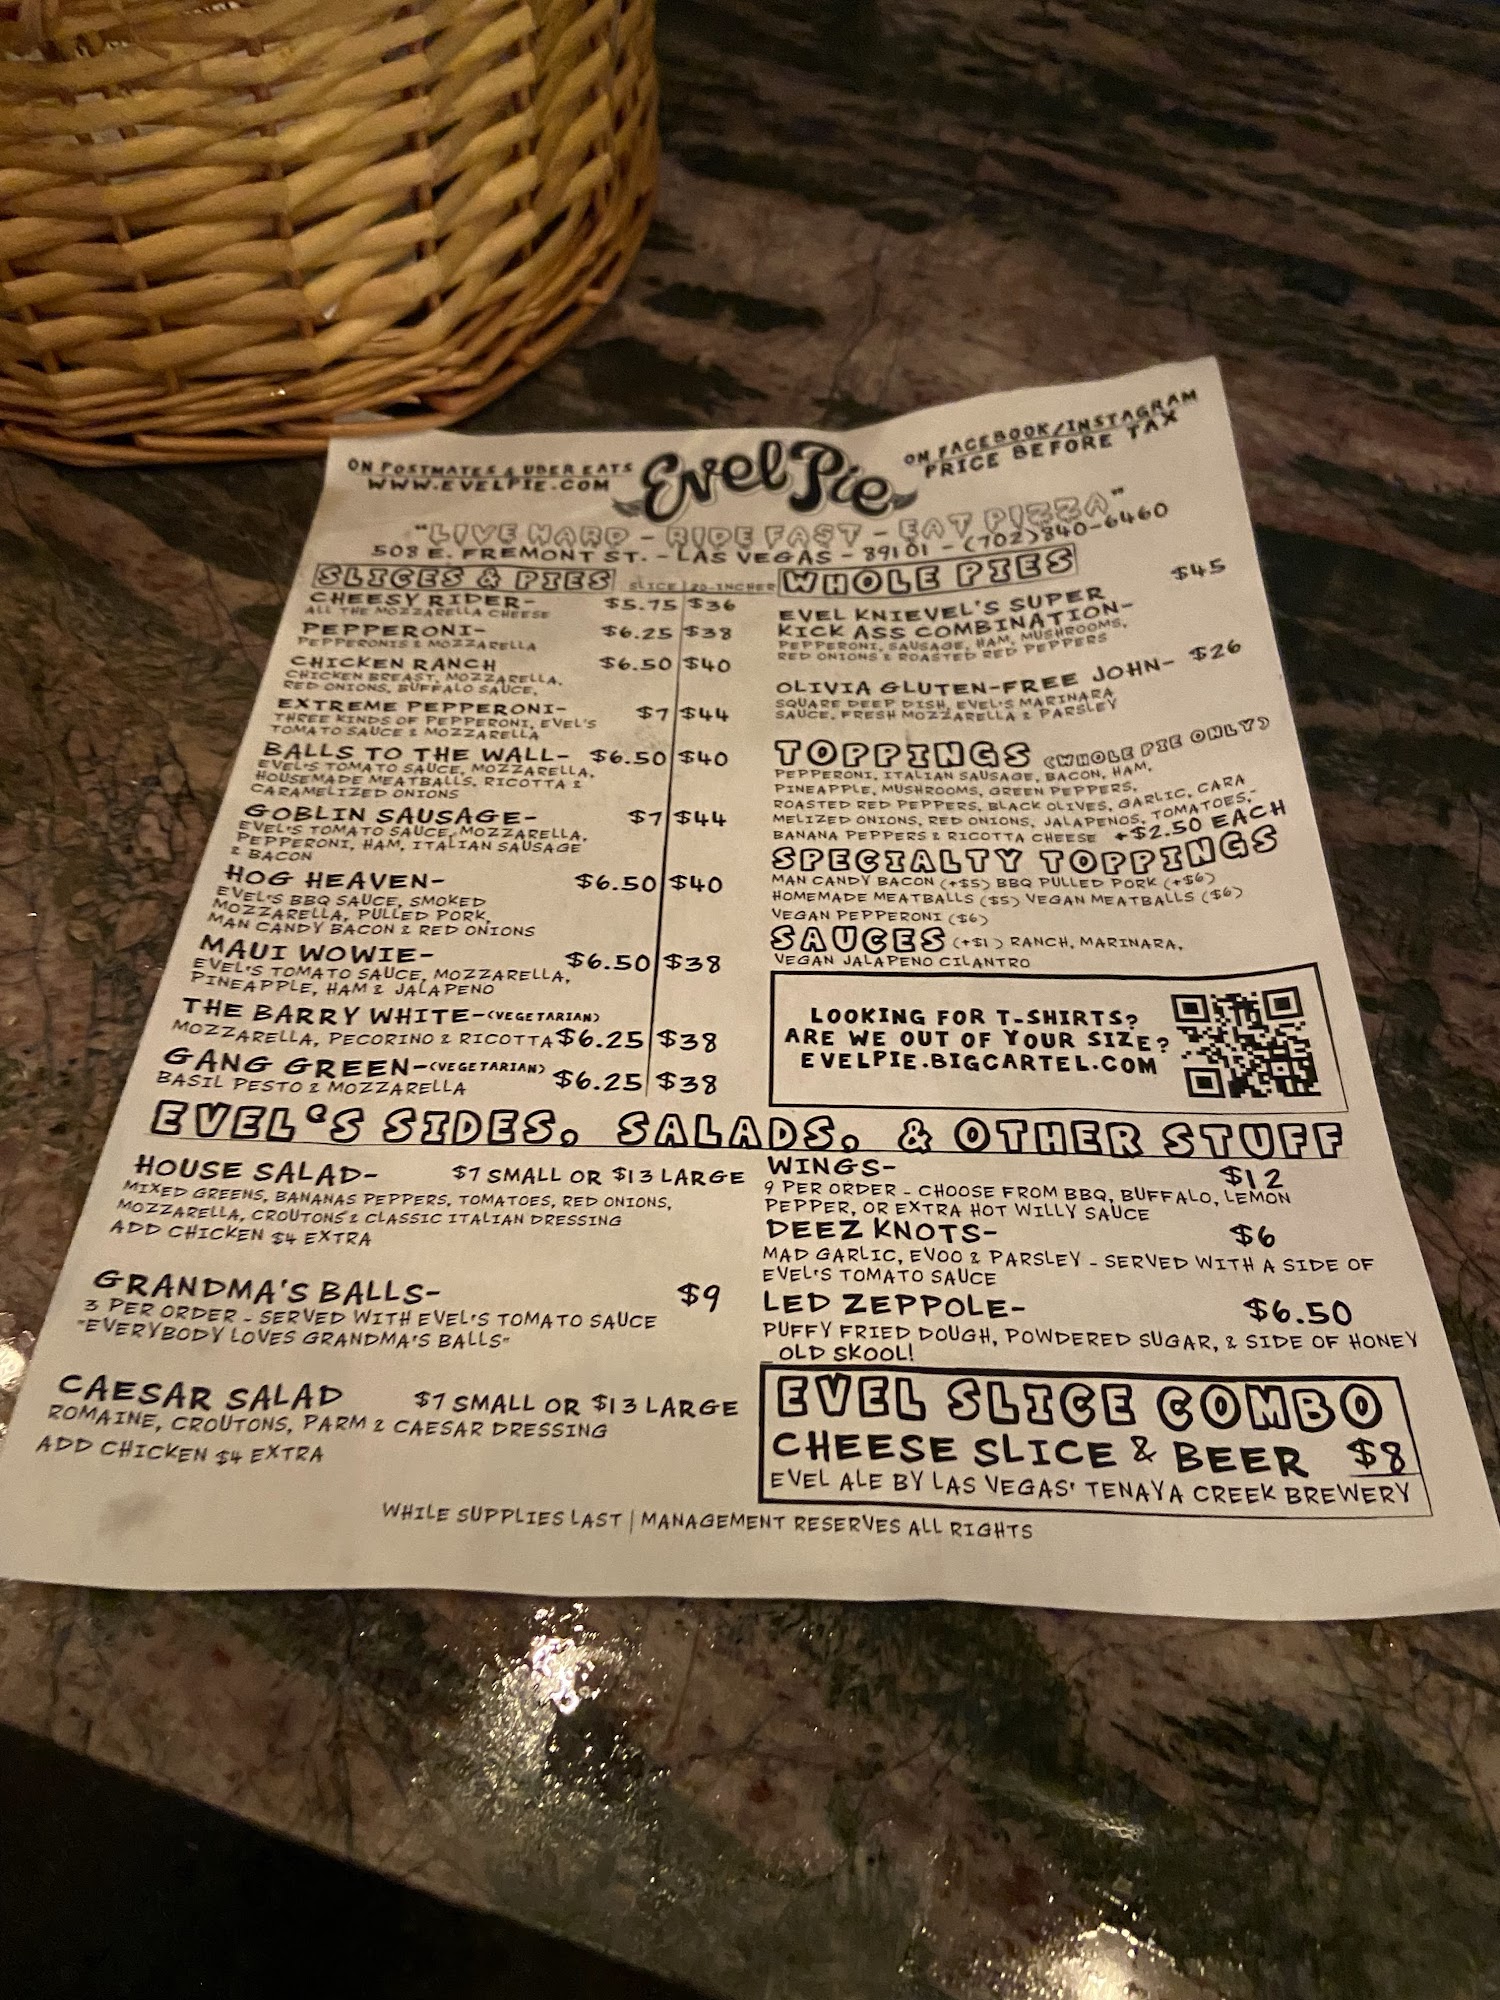 ON POSTMATES & UBER EATS
WWW.EVELPIE.COM
Evel Pie
ON FACEBOOK/INSTAGRAM
PRICE BEFORE TAX
"LIVE HARD - RIDE FAST - EAT PIZZA"
508 E. FREMONT ST. - LAS VEGAS - 89101 - (702)840-6460
SLICES & PIES SLICE | 20-INCHER
CHEESY RIDER- $5.75 $36
ALL THE MOZZARELLA CHEESE
PEPPERONI- $6.25 $38
PEPPERONIS & MOZZARELLA
CHICKEN RANCH $6.50 $40
CHICKEN BREAST, MOZZARELLA,
RED ONIONS, BUFFALO SAUCE,
EXTREME PEPPERONI- $7 $44
THREE KINDS OF PEPPERONI, EVEL'S
TOMATO SAUCE & MOZZARELLA
BALLS TO THE WALL- $6.50 $40
EVEL'S TOMATO SAUCE, MOZZARELLA,
HOUSEMADE MEATBALLS, RICOTTA &
CARAMELIZED ONIONS
GOBLIN SAUSAGE- $7 $44
EVEL'S TOMATO SAUCE, MOZZARELLA,
PEPPERONI, HAM, ITALIAN SAUSAGE
& BACON
HOG HEAVEN- $6.50 $40
EVEL'S BBQ SAUCE, SMOKED
MOZZARELLA, PULLED PORK,
MAN CANDY BACON & RED ONIONS
MAUI WOWIE- $6.50 $38
EVEL'S TOMATO SAUCE, MOZZARELLA,
PINEAPPLE, HAM & JALAPENO
THE BARRY WHITE-(VEGETARIAN)
MOZZARELLA, PECORINO & RICOTTA $6.25 $38
GANG GREEN-(VEGETARIAN) $6.25 $38
BASIL PESTO & MOZZARELLA
WHOLE PIES
EVEL KNIEVEL'S SUPER $45
KICK ASS COMBINATION-
PEPPERONI, SAUSAGE, HAM, MUSHROOMS,
RED ONIONS & ROASTED RED PEPPERS
OLIVIA GLUTEN-FREE JOHN- $26
SQUARE DEEP DISH, EVEL'S MARINARA
SAUCE, FRESH MOZZARELLA & PARSLEY
TOPPINGS (WHOLE PIE ONLY)
PEPPERONI, ITALIAN SAUSAGE, BACON, HAM,
PINEAPPLE, MUSHROOMS, GREEN PEPPERS,
ROASTED RED PEPPERS, BLACK OLIVES, GARLIC, CARA
MELIZED ONIONS, RED ONIONS, JALAPENOS, TOMATOES,-
BANANA PEPPERS & RICOTTA CHEESE +$2.50 EACH
SPECIALTY TOPPINGS
MAN CANDY BACON (+$5) BBQ PULLED PORK (+$6)
HOMEMADE MEATBALLS ($5) VEGAN MEATBALLS ($6)
VEGAN PEPPERONI ($6)
SAUCES (+$1) RANCH, MARINARA,
VEGAN JALAPENO CILANTRO
LOOKING FOR T-SHIRTS?
ARE WE OUT OF YOUR SIZE?
EVELPIE.BIGCARTEL.COM
EVEL'S SIDES, SALADS, & OTHER STUFF
HOUSE SALAD- $7 SMALL OR $13 LARGE
MIXED GREENS, BANANAS PEPPERS, TOMATOES, RED ONIONS,
MOZZARELLA, CROUTONS & CLASSIC ITALIAN DRESSING
ADD CHICKEN $4 EXTRA
GRANDMA'S BALLS- $9
3 PER ORDER - SERVED WITH EVEL'S TOMATO SAUCE
"EVERYBODY LOVES GRANDMA'S BALLS"
CAESAR SALAD $7 SMALL OR $13 LARGE
ROMAINE, CROUTONS, PARM & CAESAR DRESSING
ADD CHICKEN $4 EXTRA
WINGS- $12
9 PER ORDER - CHOOSE FROM BBQ, BUFFALO, LEMON
PEPPER, OR EXTRA HOT WILLY SAUCE
DEEZ KNOTS- $6
MAD GARLIC, EVOO & PARSLEY - SERVED WITH A SIDE OF
EVEL'S TOMATO SAUCE
LED ZEPPOLE- $6.50
PUFFY FRIED DOUGH, POWDERED SUGAR, & SIDE OF HONEY
_ OLD SKOOL!
EVEL SLICE COMBO
CHEESE SLICE & BEER $8
EVEL ALE BY LAS VEGAS' TENAYA CREEK BREWERY
WHILE SUPPLIES LAST | MANAGEMENT RESERVES ALL RIGHTS